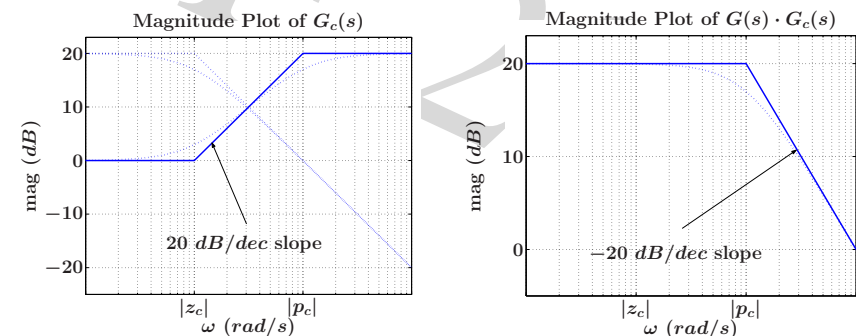 Magnitude Plot of G_c(s)
mag (dB)
20
10
0
−10
−20
20 dB/dec slope
|z_c|
|p_c|
ω (rad/s)
Magnitude Plot of G(s) · G_c(s)
mag (dB)
20
10
0
−20 dB/dec slope
|z_c|
|p_c|
ω (rad/s)